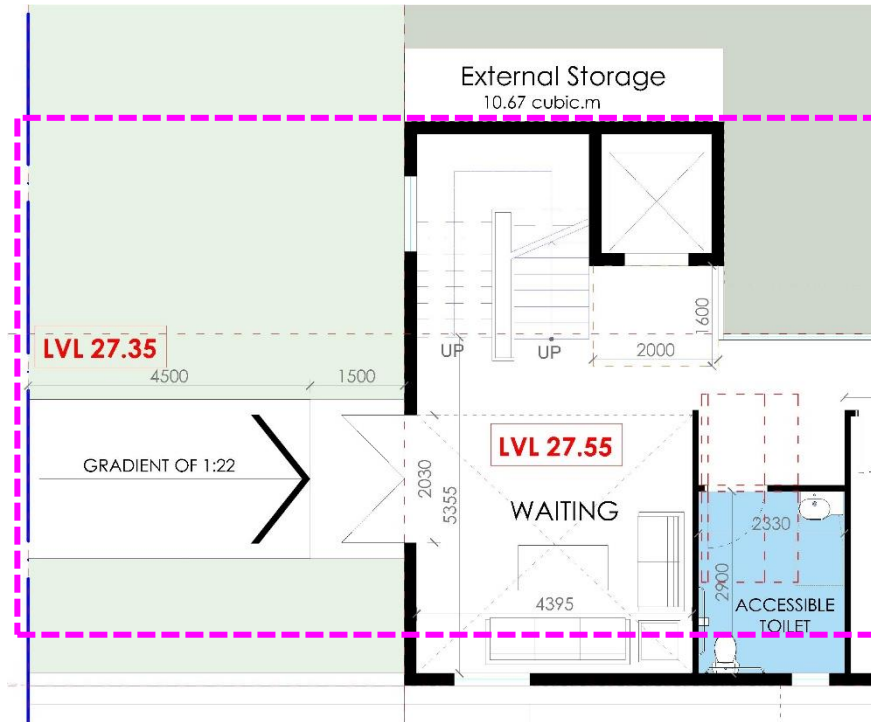 External Storage
10.67 cubic.m
1600
UP
UP
2000
LVL 27.35
4500
1500
LVL 27.55
GRADIENT OF 1:22
2030
5355
WAITING
2330
2900
4395
ACCESSIBLE
TOILET